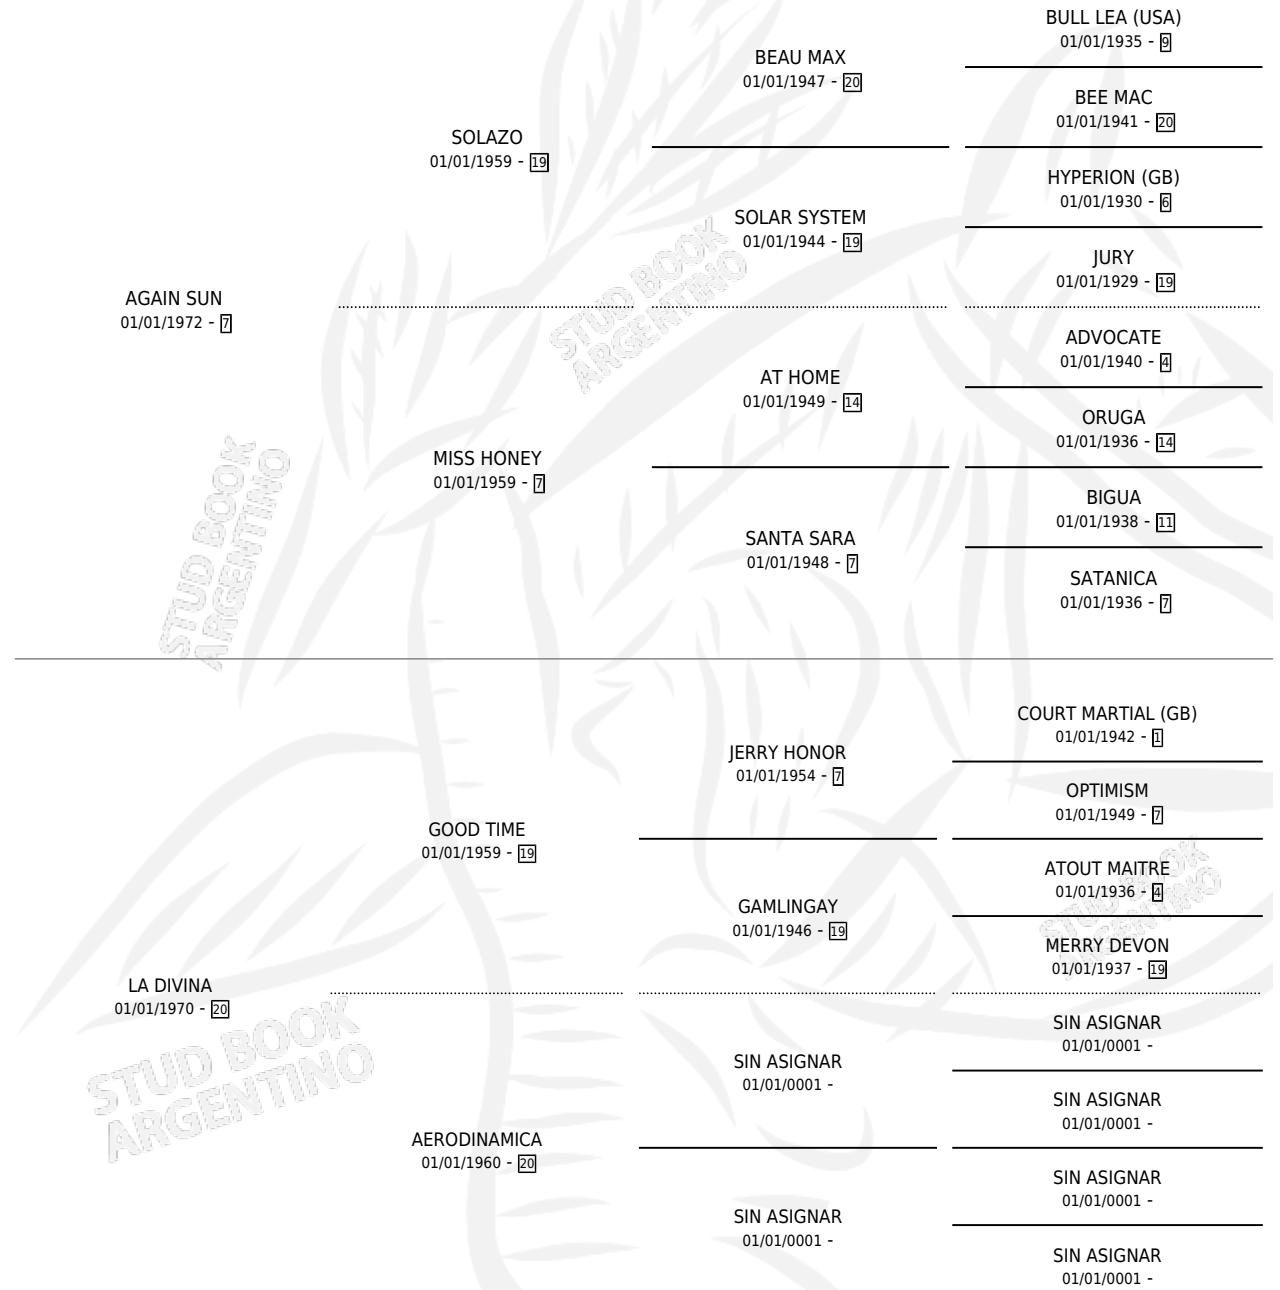 BULL LEA (USA)
01/01/1935 - 9
BEAU MAX
01/01/1947 - 20
BEE MAC
01/01/1941 - 20
SOLAZO
01/01/1959 - 19
HYPERION (GB)
01/01/1930 - 6
SOLAR SYSTEM
01/01/1944 - 19
JURY
01/01/1929 - 19
AGAIN SUN
01/01/1972 - 7
ADVOCATE
01/01/1940 - 4
AT HOME
01/01/1949 - 14
ORUGA
01/01/1936 - 14
MISS HONEY
01/01/1959 - 7
BIGUA
01/01/1938 - 11
SANTA SARA
01/01/1948 - 7
SATANICA
01/01/1936 - 7
STUD BOOK
ARGENTINO
STUD BOOK
ARGENTINO
COURT MARTIAL (GB)
01/01/1942 - 1
JERRY HONOR
01/01/1954 - 7
OPTIMISM
01/01/1949 - 7
GOOD TIME
01/01/1959 - 19
ATOUT MAITRE
01/01/1936 - 4
GAMLINGAY
01/01/1946 - 19
MERRY DEVON
01/01/1937 - 19
STUD BOOK
ARGENTINO
LA DIVINA
01/01/1970 - 20
SIN ASIGNAR
01/01/0001 -
SIN ASIGNAR
01/01/0001 -
SIN ASIGNAR
01/01/0001 -
AERODINAMICA
01/01/1960 - 20
SIN ASIGNAR
01/01/0001 -
SIN ASIGNAR
01/01/0001 -
SIN ASIGNAR
01/01/0001 -
STUD BOOK
ARGENTINO